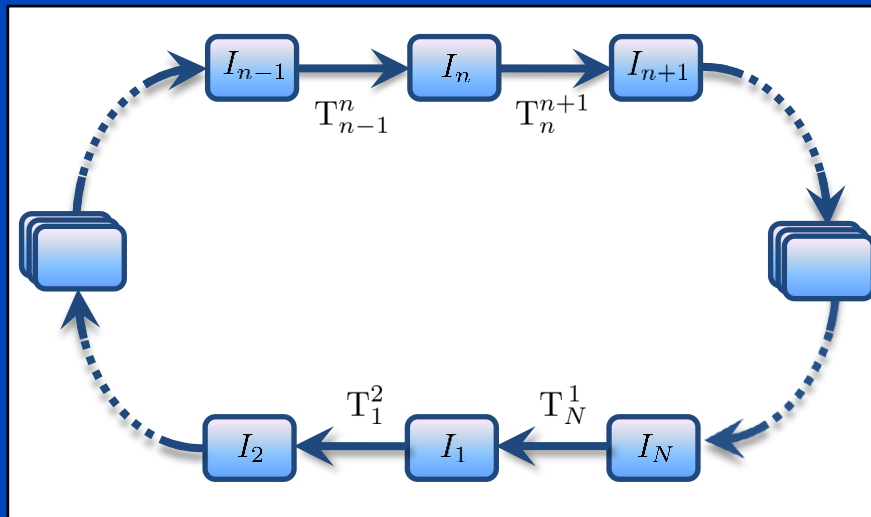 I_{n-1} I_n I_{n+1}
T_{n-1}^n T_n^{n+1}
T_1^2 T_N^1
I_2 I_1 I_N